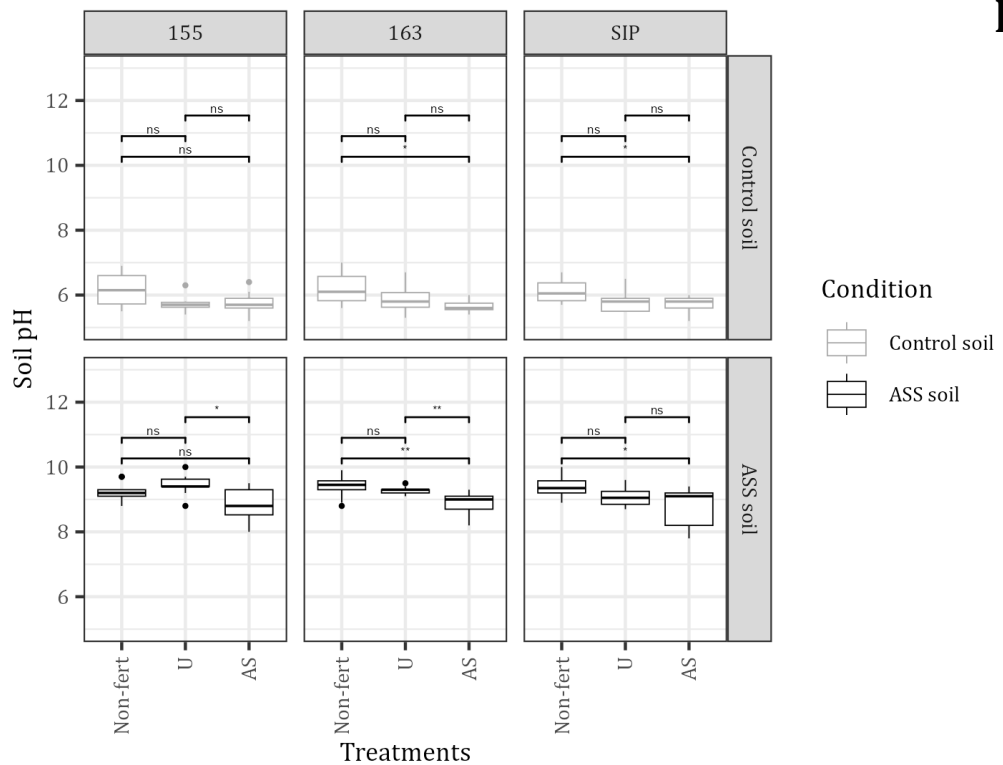 155 163 SIP
12
10
8
6
ns
ns
ns
ns
ns
*
ns
ns
*
Control soil
12
10
8
6
*
ns
ns
**
ns
**
ns
ns
*
ASS soil
Soil pH
Non-fert U AS Non-fert U AS Non-fert U AS
Treatments
Condition
Control soil
ASS soil